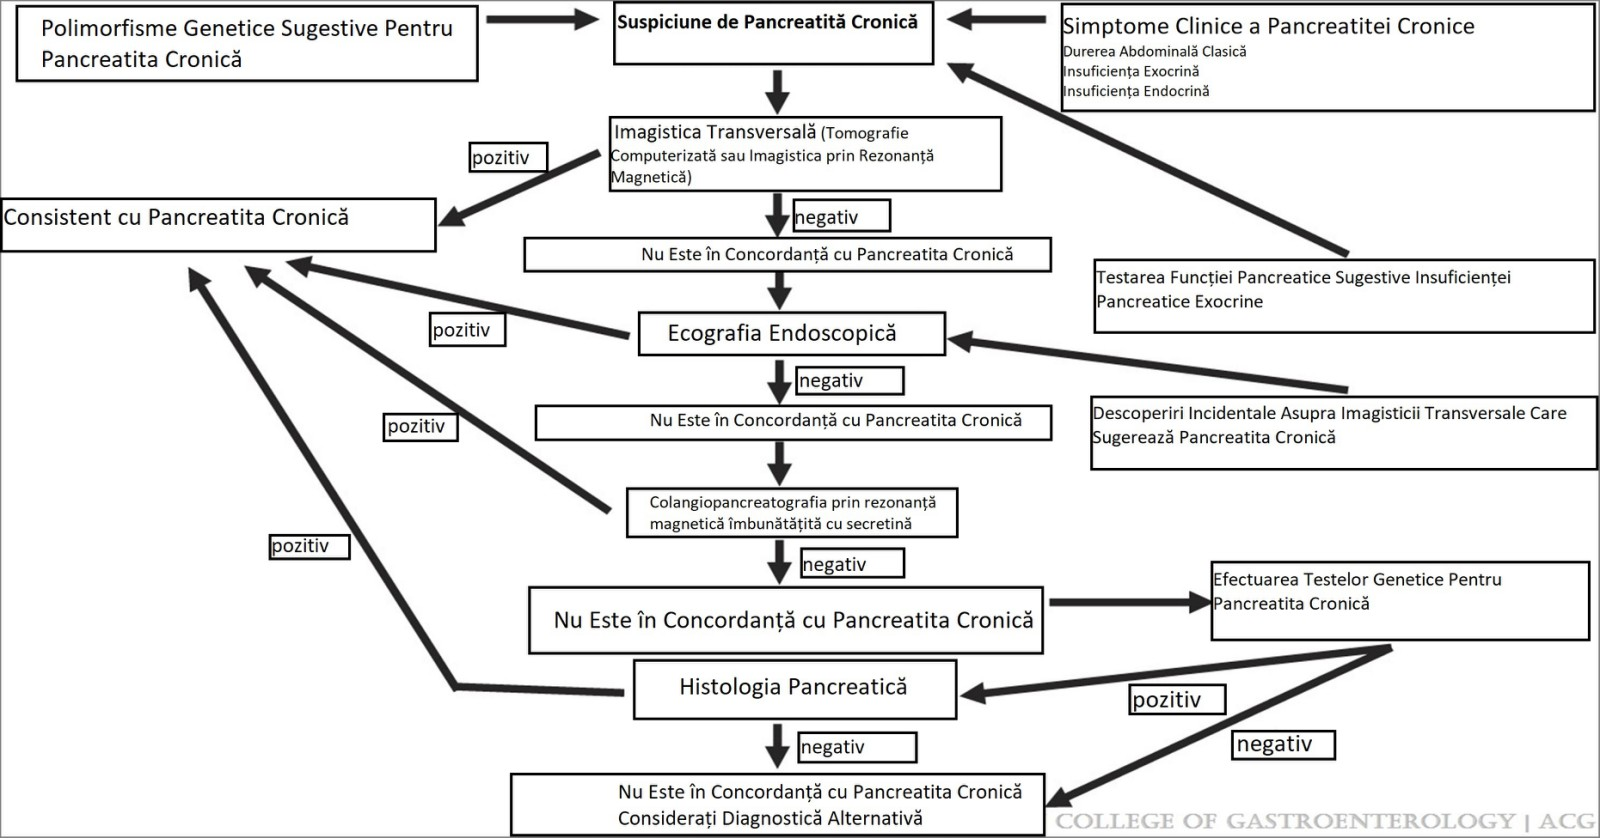 Polimorfisme Genetice Sugestive Pentru
Pancreatita Cronică
Suspiciune de Pancreatită Cronică
Simptome Clinice a Pancreatitei Cronice
Durerea Abdominală Clasică
Insuficiența Exocrină
Insuficiența Endocrină
Imagistica Transversală (Tomografie
Computerizată sau Imagistica prin Rezonanță
Magnetică)
pozitiv
negativ
Consistent cu Pancreatita Cronică
Nu Este în Concordanță cu Pancreatita Cronică
Testarea Funcției Pancreatice Sugestive Insuficienței
Pancreatice Exocrine
Ecografia Endoscopică
pozitiv
negativ
Nu Este în Concordanță cu Pancreatita Cronică
Descoperiri Incidentale Asupra Imagisticii Transversale Care
Sugerează Pancreatita Cronică
pozitiv
Colangiopancreatografia prin rezonanță
magnetică îmbunătățită cu secretină
pozitiv
negativ
Nu Este în Concordanță cu Pancreatita Cronică
Efectuarea Testelor Genetice Pentru
Pancreatita Cronică
Histologia Pancreatică
pozitiv
negativ
negativ
Nu Este în Concordanță cu Pancreatita Cronică
Considerați Diagnostică Alternativă
COLLEGE OF GASTROENTEROLOGY | ACG